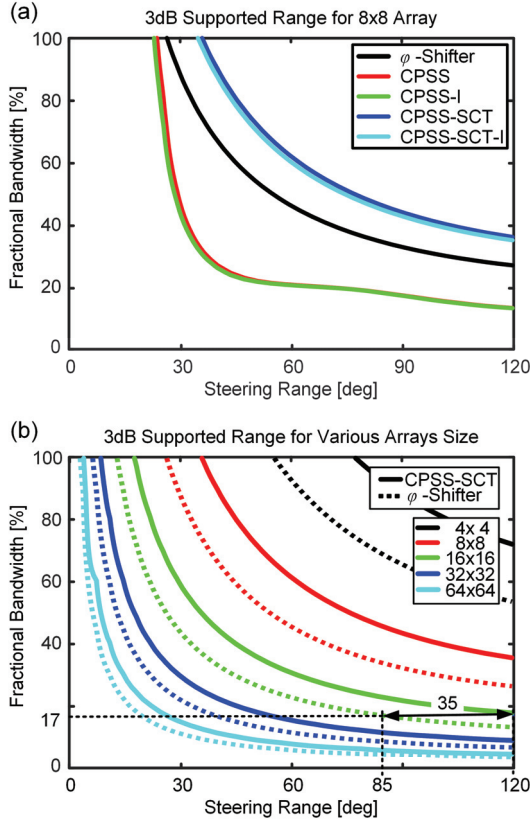 (a)
3dB Supported Range for 8x8 Array
Fractional Bandwidth [%]
100
80
60
40
20
0
φ -Shifter
CPSS
CPSS-I
CPSS-SCT
CPSS-SCT-I
0 30 60 90 120
Steering Range [deg]
(b)
3dB Supported Range for Various Arrays Size
Fractional Bandwidth [%]
100
80
60
40
17
0
CPSS-SCT
φ -Shifter
4x 4
8x8
16x16
32x32
64x64
35
0 30 60 85 120
Steering Range [deg]